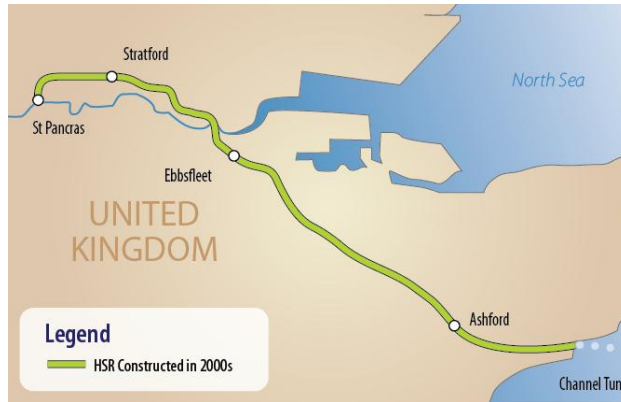 Stratford
North Sea
St Pancras
Ebbsfleet
UNITED
KINGDOM
Ashford
Legend
HSR Constructed in 2000s
Channel Tun